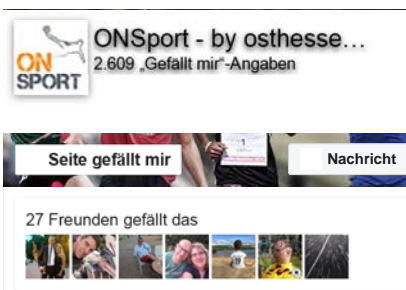 ON
SPORT
ONSport - by osthesse...
2.609 „Gefällt mir“-Angaben
Seite gefällt mir
Nachricht
27 Freunden gefällt das